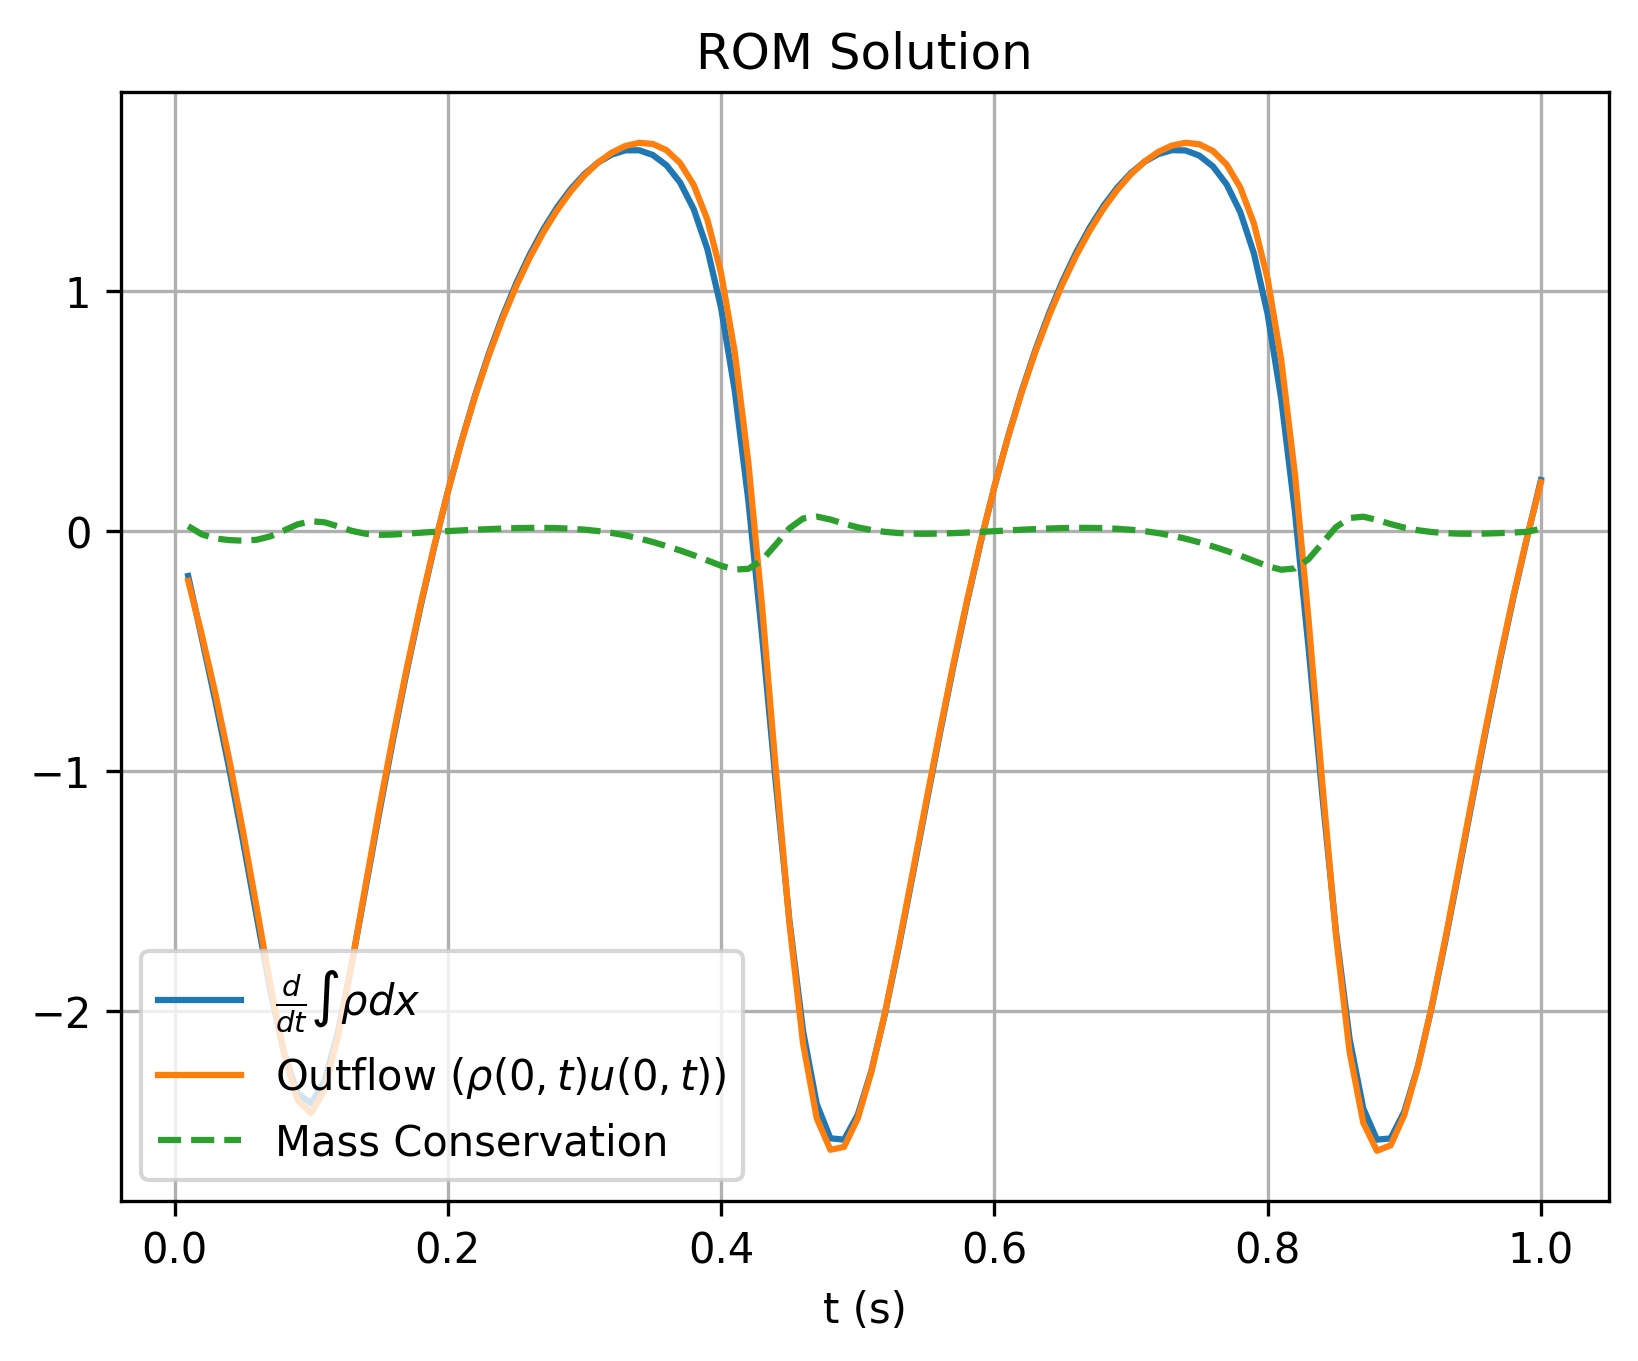 ROM Solution
1
0
−1
−2
d/dt ∫ρdx
Outflow (ρ(0, t)u(0, t))
Mass Conservation
0.0 0.2 0.4 0.6 0.8 1.0
t (s)